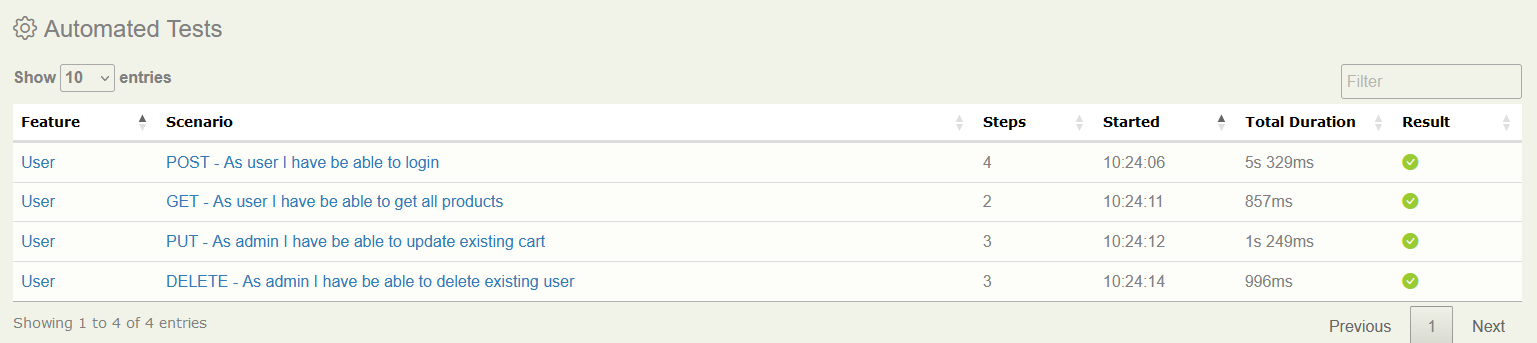 Automated Tests
Show 10 entries
Filter
Feature Scenario Steps Started Total Duration Result
User POST - As user I have be able to login 4 10:24:06 5s 329ms
User GET - As user I have be able to get all products 2 10:24:11 857ms
User PUT - As admin I have be able to update existing cart 3 10:24:12 1s 249ms
User DELETE - As admin I have be able to delete existing user 3 10:24:14 996ms
Showing 1 to 4 of 4 entries
Previous 1 Next